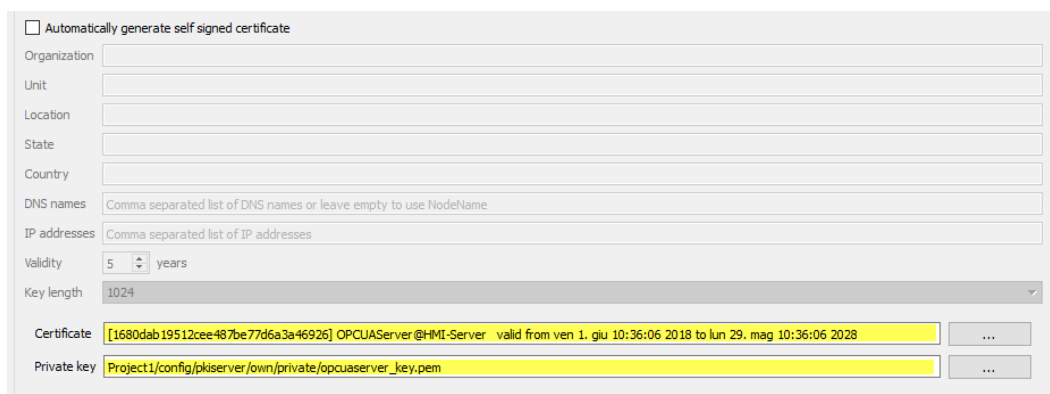 Automatically generate self signed certificate
Organization
Unit
Location
State
Country
DNS names Comma separated list of DNS names or leave empty to use NodeName
IP addresses Comma separated list of IP addresses
Validity 5 years
Key length 1024
Certificate [1680dab19512cee487be77d6a3a46926] OPCUAServer@HMI-Server valid from ven 1. giu 10:36:06 2018 to lun 29. mag 10:36:06 2028 ...
Private key Project1/config/pkiserver/own/private/opcuaserver_key.pem ...